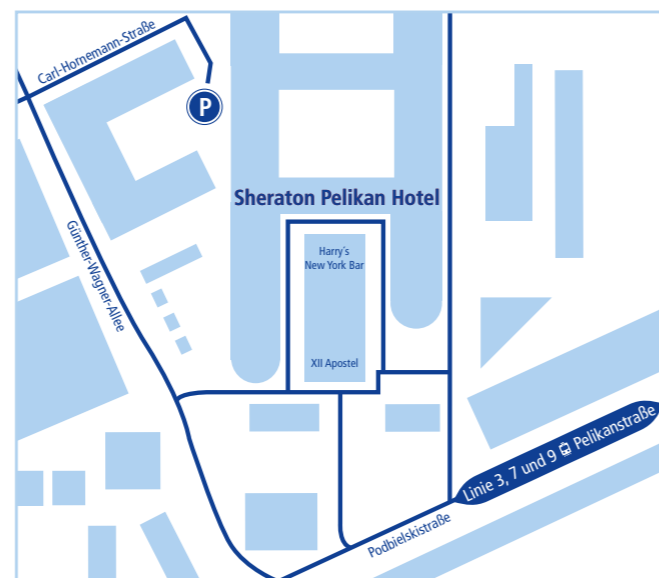 Carl-Hornemann-Straße
P
Sheraton Pelikan Hotel
Günther-Wagner-Allee
Harry´s
New York Bar
XII Apostel
Linie 3, 7 und 9 Pelikanstraße
Podbielskistraße